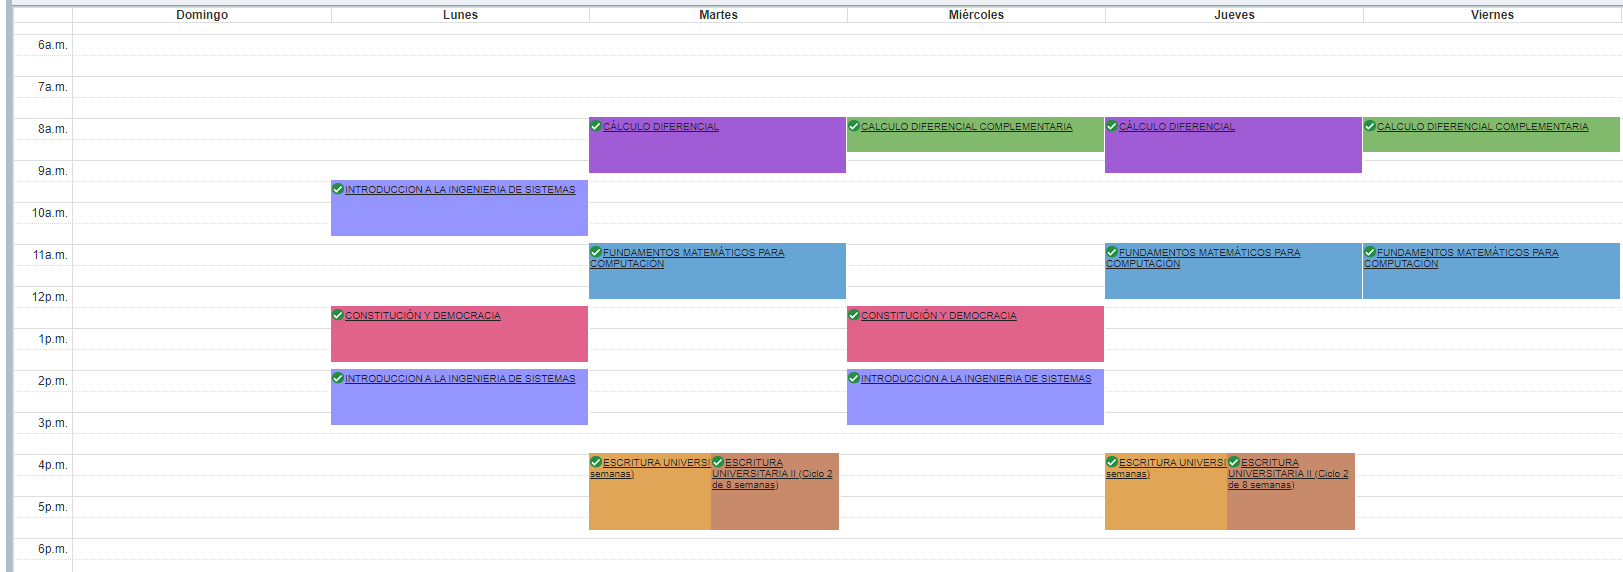 Domingo Lunes Martes Miércoles Jueves Viernes
6a.m.
7a.m.
8a.m.
CÁLCULO DIFERENCIAL
CALCULO DIFERENCIAL COMPLEMENTARIA
CÁLCULO DIFERENCIAL
CALCULO DIFERENCIAL COMPLEMENTARIA
9a.m.
INTRODUCCION A LA INGENIERIA DE SISTEMAS
10a.m.
11a.m.
FUNDAMENTOS MATEMÁTICOS PARA
COMPUTACIÓN
FUNDAMENTOS MATEMÁTICOS PARA
COMPUTACIÓN
FUNDAMENTOS MATEMÁTICOS PARA
COMPUTACIÓN
12p.m.
CONSTITUCIÓN Y DEMOCRACIA
CONSTITUCIÓN Y DEMOCRACIA
1p.m.
2p.m.
INTRODUCCION A LA INGENIERIA DE SISTEMAS
INTRODUCCION A LA INGENIERIA DE SISTEMAS
3p.m.
4p.m.
ESCRITURA UNIVERSI
semanas)
ESCRITURA
UNIVERSITARIA II (Ciclo 2
de 8 semanas)
ESCRITURA UNIVERSI
semanas)
ESCRITURA
UNIVERSITARIA II (Ciclo 2
de 8 semanas)
5p.m.
6p.m.